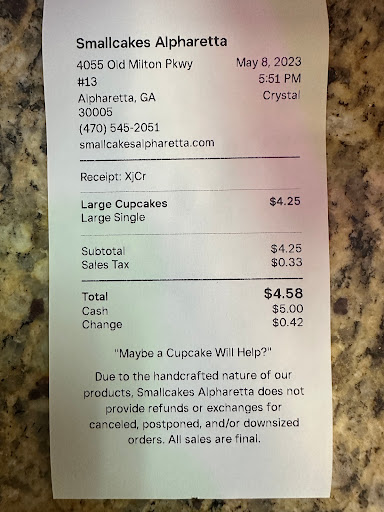 Smallcakes Alpharetta
4055 Old Milton Pkwy May 8, 2023
#13 5:51 PM
Alpharetta, GA Crystal
30005
(470) 545-2051
smallcakesalpharetta.com
Receipt: XjCr
Large Cupcakes $4.25
Large Single
Subtotal $4.25
Sales Tax $0.33
Total $4.58
Cash $5.00
Change $0.42
"Maybe a Cupcake Will Help?"
Due to the handcrafted nature of our
products, Smallcakes Alpharetta does not
provide refunds or exchanges for
canceled, postponed, and/or downsized
orders. All sales are final.